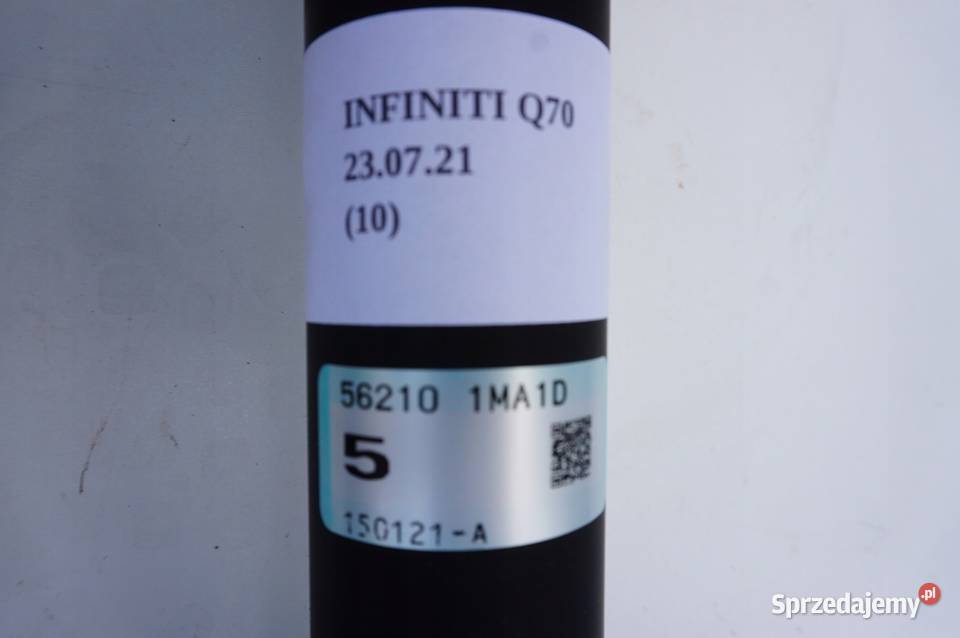 INFINITI Q70
23.07.21
(10)
56210 1MA1D
5
150121-A
Sprzedajemy.pl